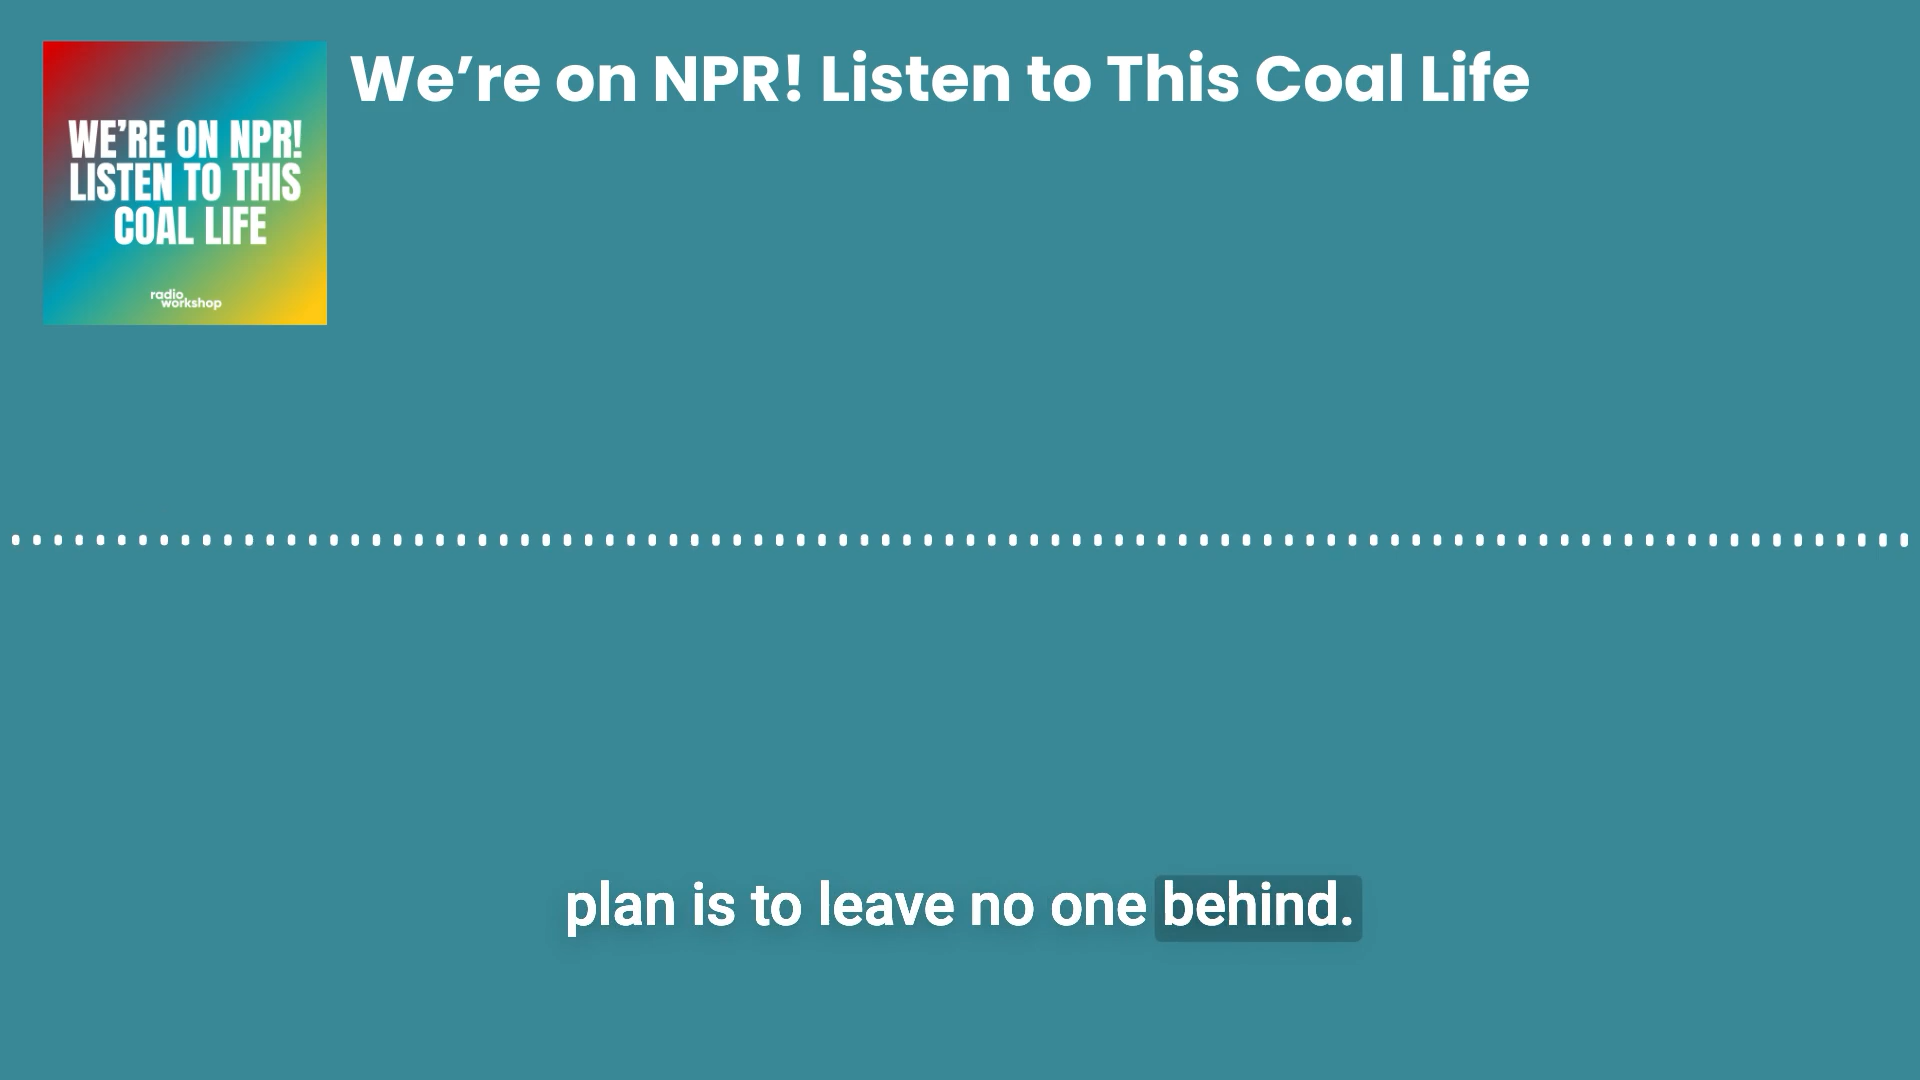 We’re on NPR! Listen to This Coal Life
WE’RE ON NPR!
LISTEN TO THIS
COAL LIFE
radio
workshop
plan is to leave no one behind.